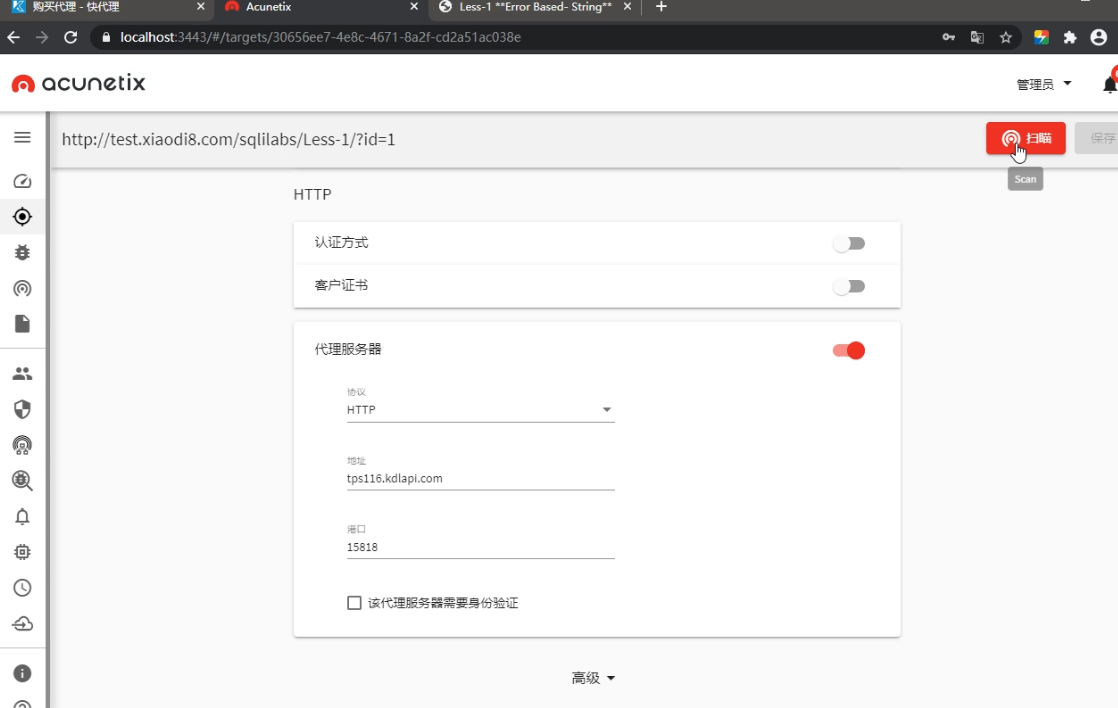 购买代理 - 快代理
Acunetix
Less-1 **Error Based- String**
localhost:3443/#/targets/30656ee7-4e8c-4671-8a2f-cd2a51ac038e
acunetix
管理员
http://test.xiaodi8.com/sqlilabs/Less-1/?id=1
扫瞄
保存
Scan
HTTP
认证方式
客户证书
代理服务器
协议
HTTP
地址
tps116.kdlapi.com
港口
15818
该代理服务器需要身份验证
高级